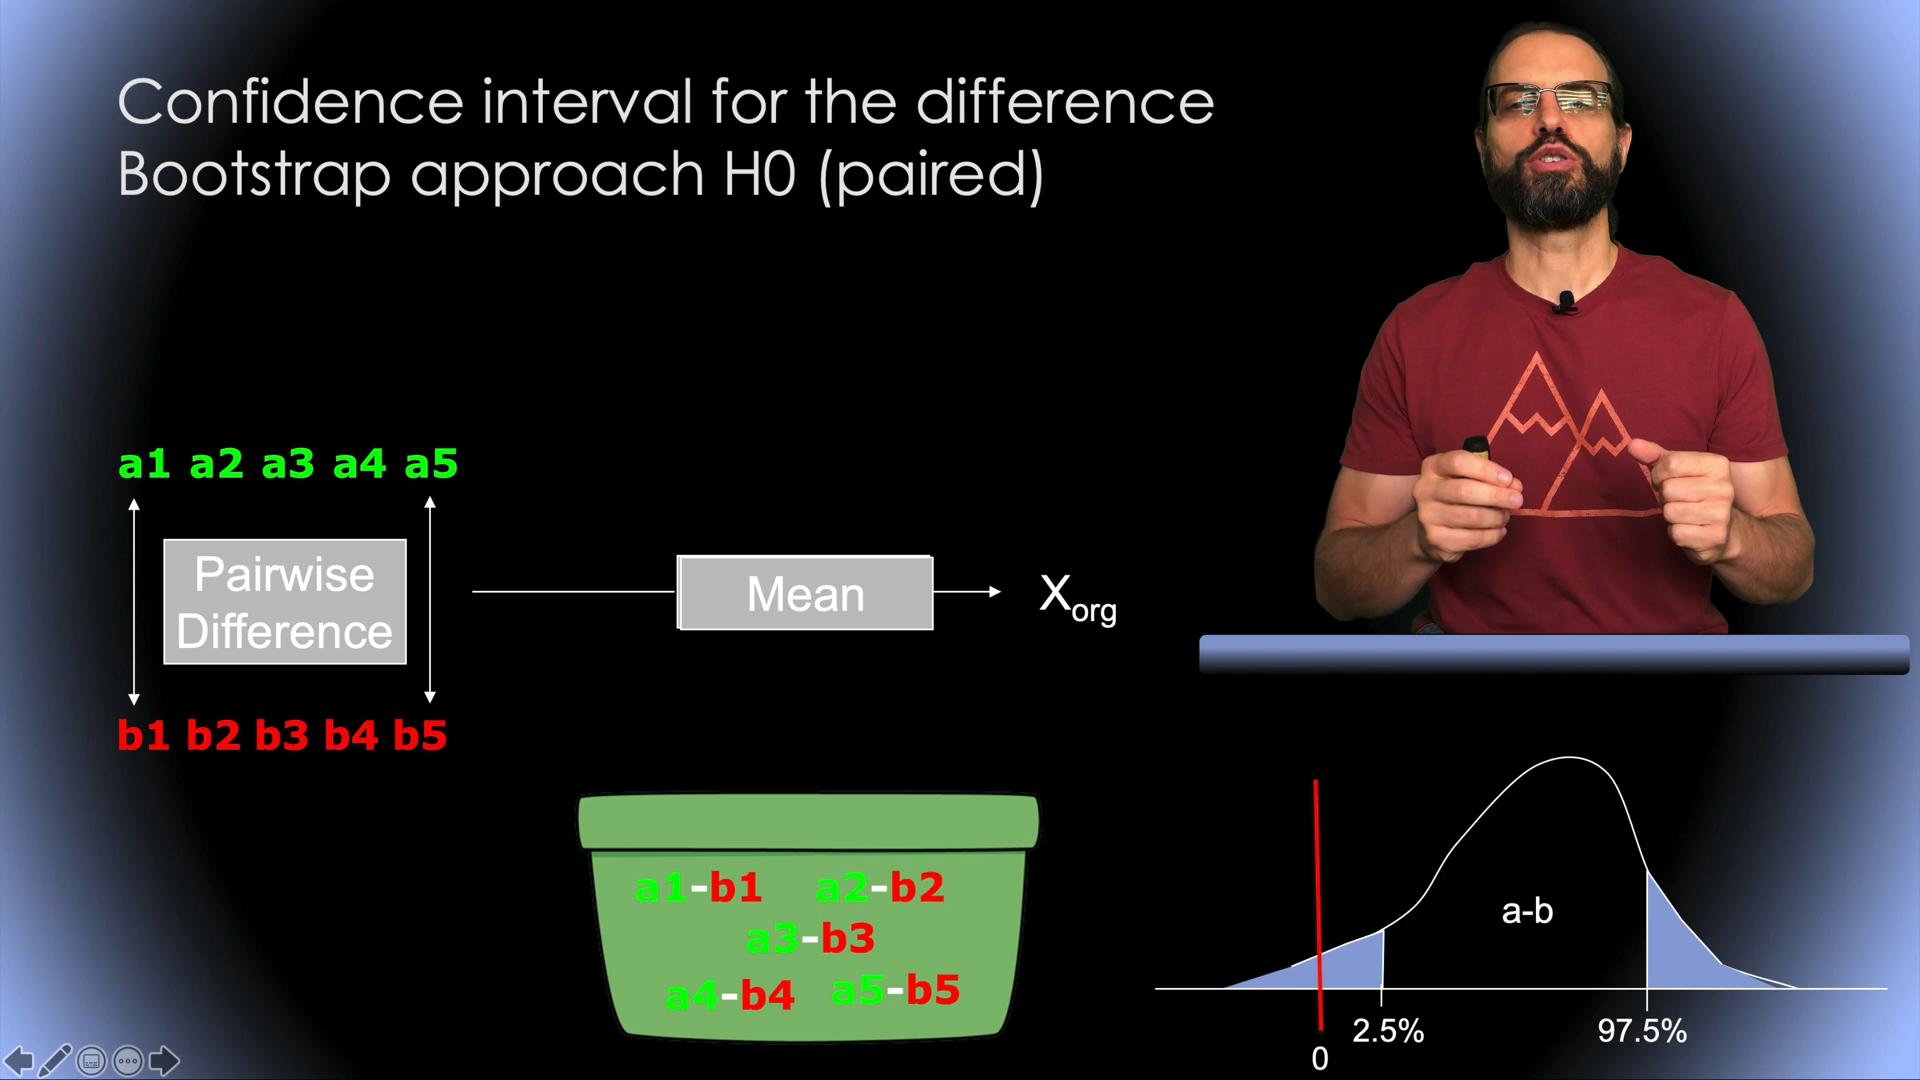 Confidence interval for the difference
Bootstrap approach H0 (paired)
a1 a2 a3 a4 a5
Pairwise
Difference
Mean
Xorg
b1 b2 b3 b4 b5
a1-b1 a2-b2
a3-b3
a4-b4 a5-b5
a-b
2.5%
97.5%
0